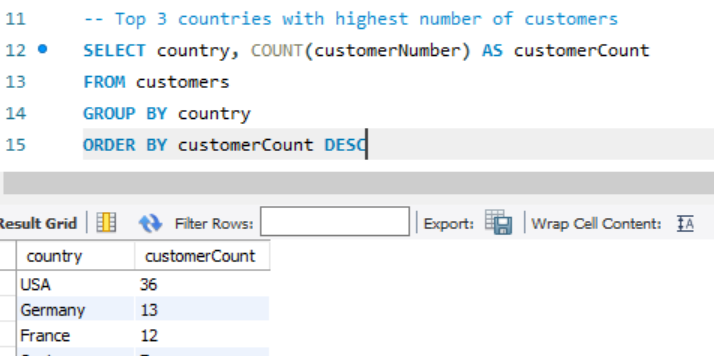 11 -- Top 3 countries with highest number of customers
12 SELECT country, COUNT(customerNumber) AS customerCount
13 FROM customers
14 GROUP BY country
15 ORDER BY customerCount DESC
Result Grid Filter Rows: Export: Wrap Cell Content: IA
country customerCount
USA 36
Germany 13
France 12